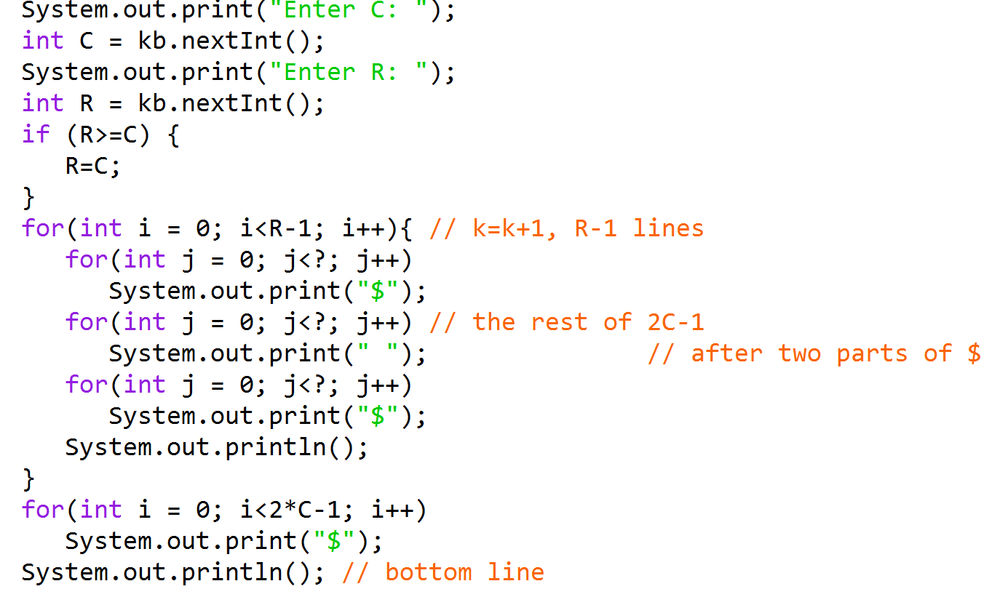 System.out.print("Enter C: ");
int C = kb.nextInt();
System.out.print("Enter R: ");
int R = kb.nextInt();
if (R>=C) {
   R=C;
}
for(int i = 0; i<R-1; i++){ // k=k+1, R-1 lines
   for(int j = 0; j<?; j++)
      System.out.print("$");
   for(int j = 0; j<?; j++) // the rest of 2C-1
      System.out.print(" ");               // after two parts of $
   for(int j = 0; j<?; j++)
      System.out.print("$");
   System.out.println();
}
for(int i = 0; i<2*C-1; i++)
   System.out.print("$");
System.out.println(); // bottom line